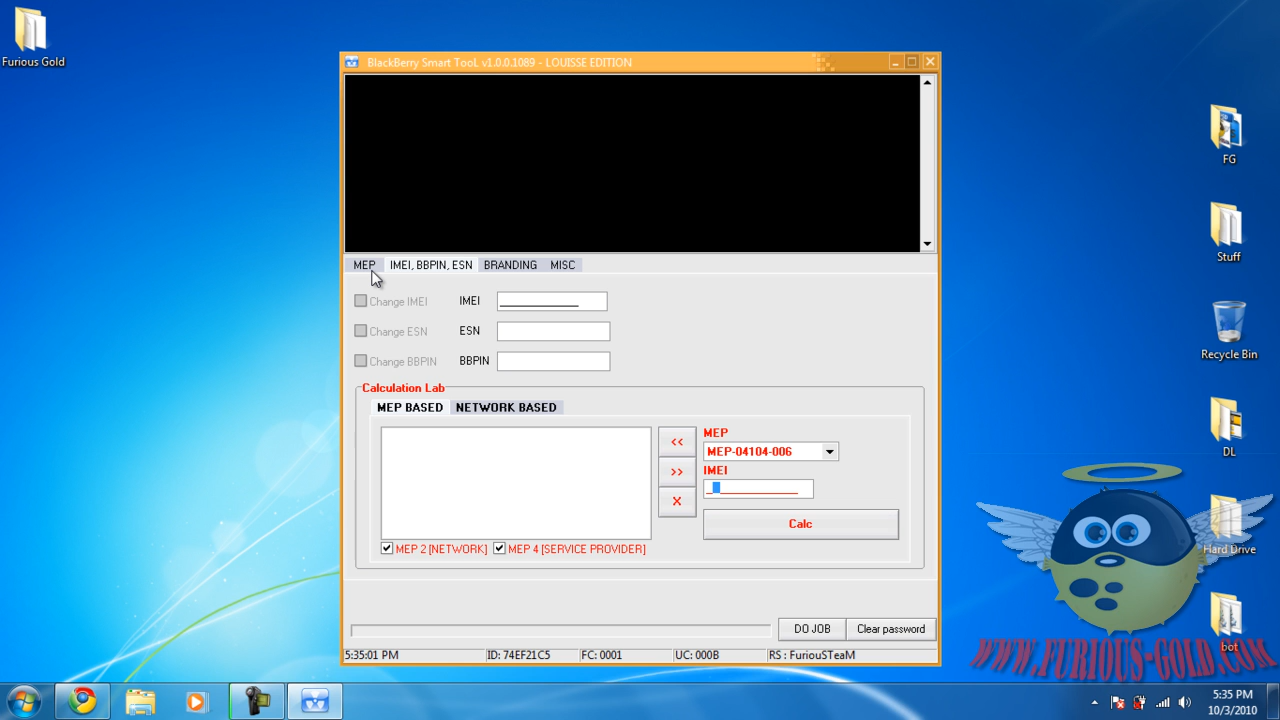 Furious Gold
BlackBerry Smart TooL v1.0.0.1089 - LOUISSE EDITION
MEP
IMEI, BBPIN, ESN
BRANDING
MISC
Change IMEI
IMEI
Change ESN
ESN
Change BBPIN
BBPIN
Calculation Lab
MEP BASED
NETWORK BASED
<<
>>
X
MEP
MEP-04104-006
IMEI
Calc
MEP 2 [NETWORK]
MEP 4 [SERVICE PROVIDER]
DO JOB
Clear password
5:35:01 PM
ID: 74EF21C5
FC: 0001
UC: 000B
RS : FuriouSTeaM
FG
Stuff
Recycle Bin
DL
Hard Drive
bot
WWW.FURIOUS-GOLD.COM
5:35 PM
10/3/2010